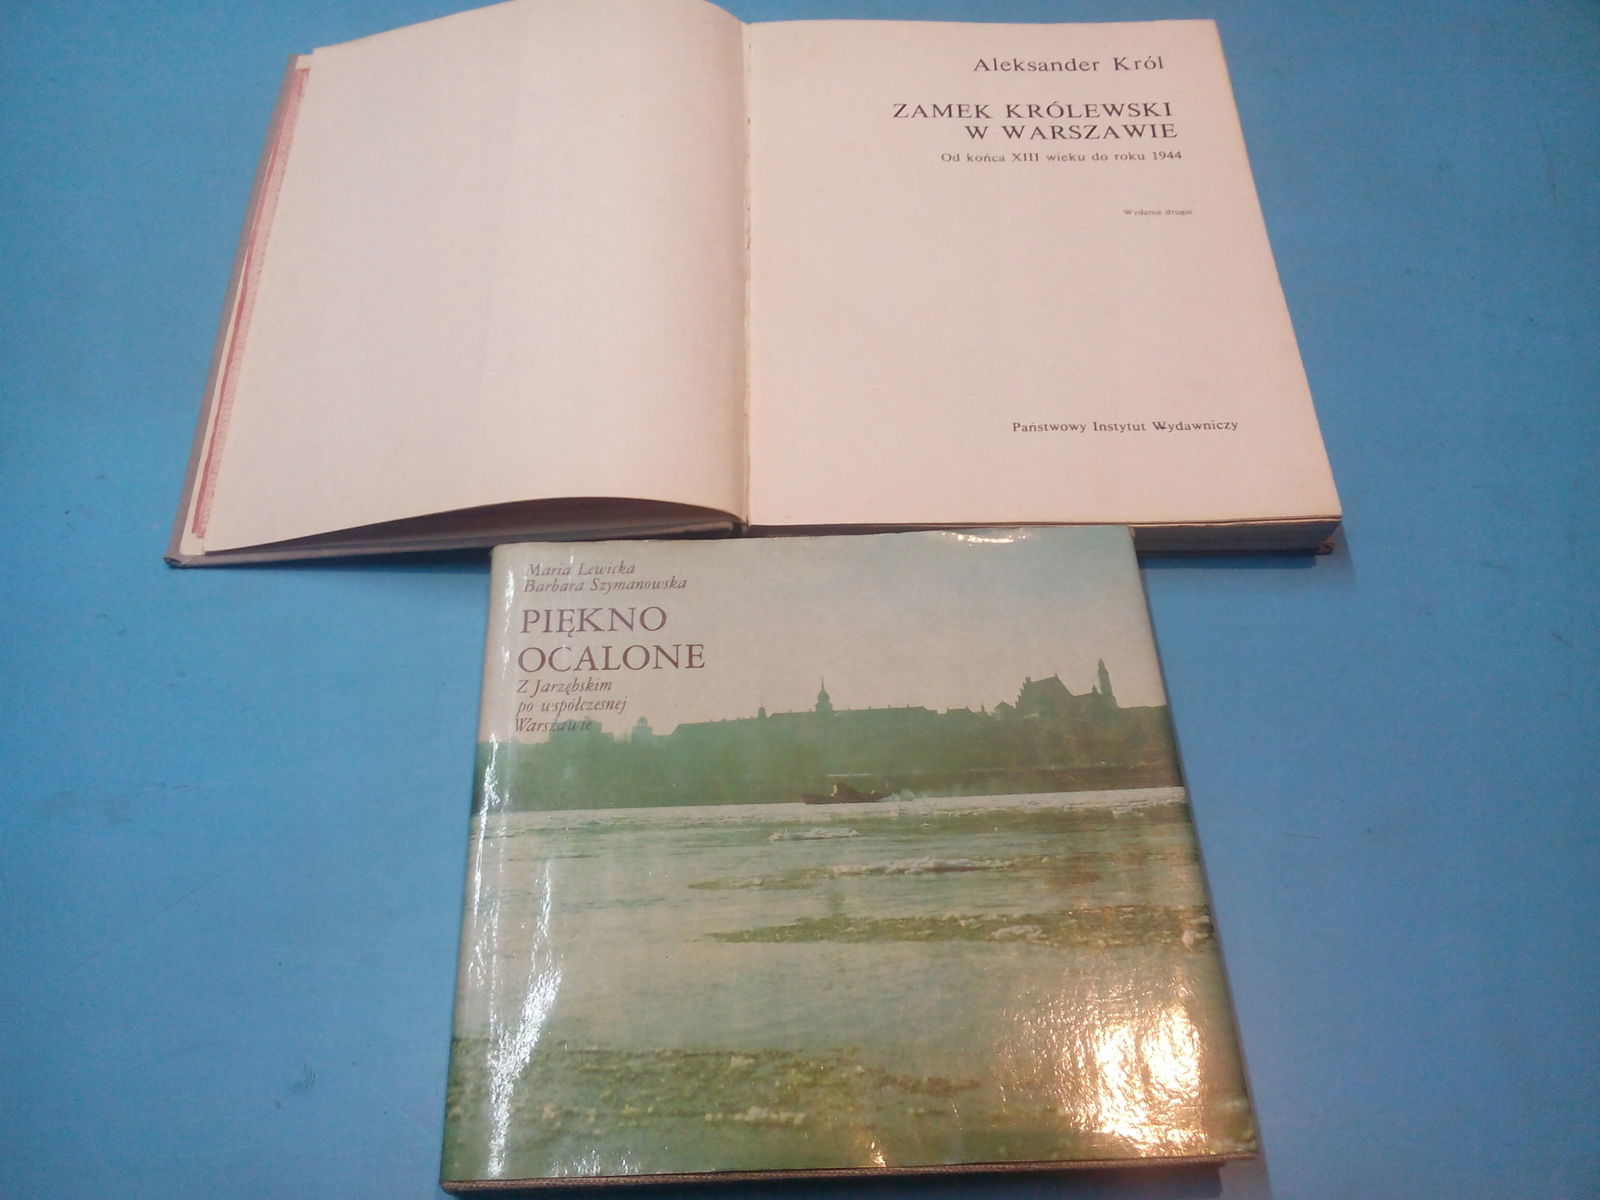 Aleksander Król
ZAMEK KRÓLEWSKI
W WARSZAWIE
Od końca XIII wieku do roku 1944
Wydanie drugie
Państwowy Instytut Wydawniczy
Maria Lewicka
Barbara Szymanowska
PIĘKNO
OCALONE
Z Jarzębskim
po współczesnej
Warszawie